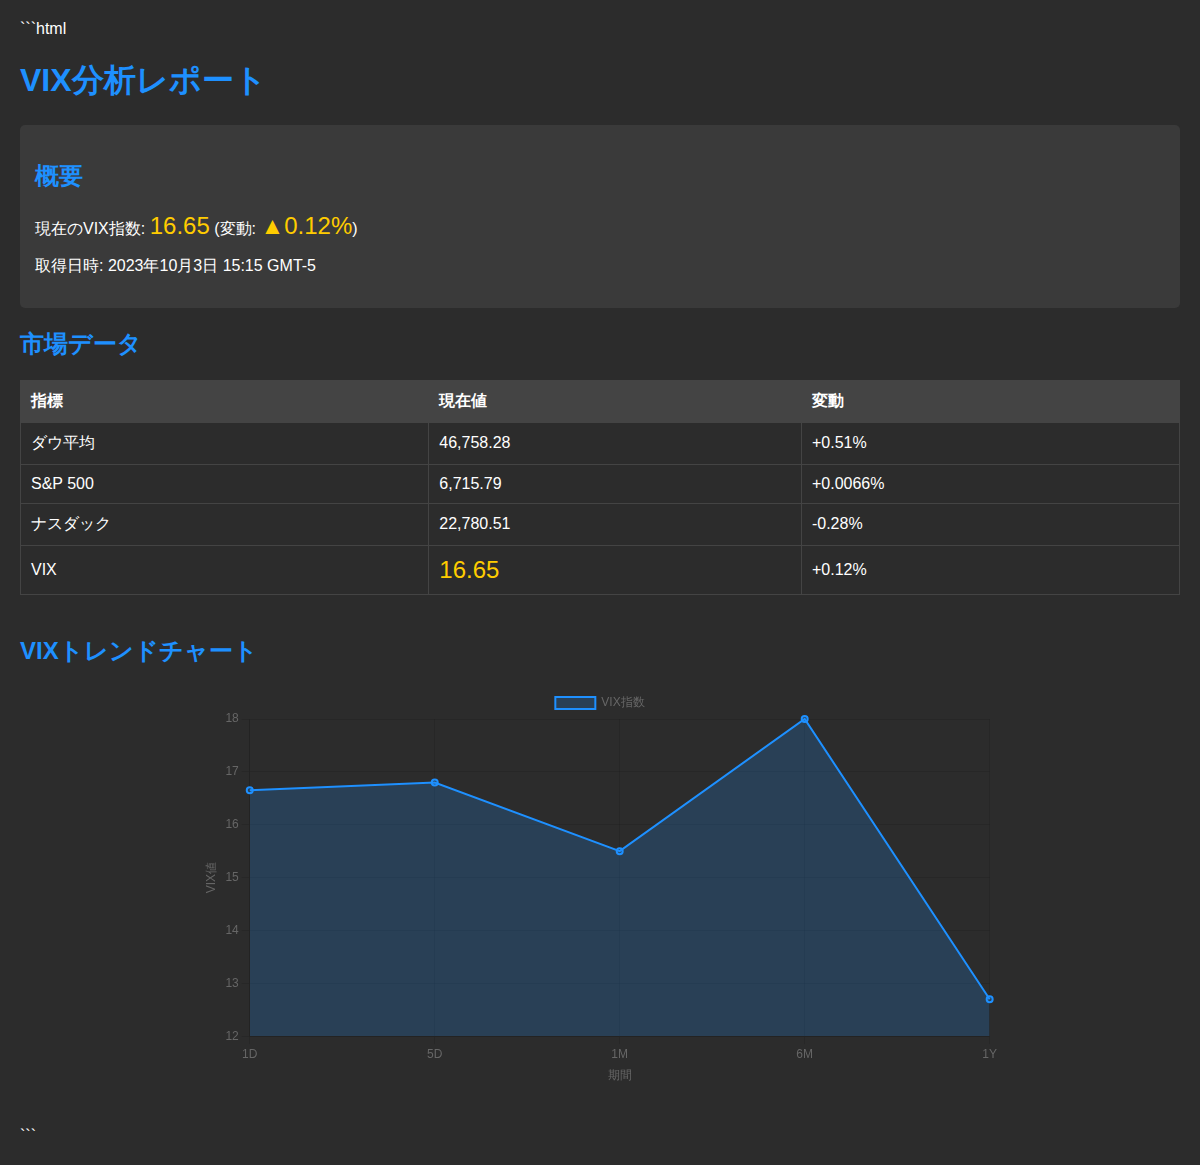 ```html
VIX分析レポート
概要
現在のVIX指数: 16.65 (変動: ▲0.12%)
取得日時: 2023年10月3日 15:15 GMT-5
市場データ
指標 現在値 変動
ダウ平均 46,758.28 +0.51%
S&P 500 6,715.79 +0.0066%
ナスダック 22,780.51 -0.28%
VIX 16.65 +0.12%
VIXトレンドチャート
VIX指数
18
17
16
15
14
13
12
VIX値
1D 5D 1M 6M 1Y
期間
```